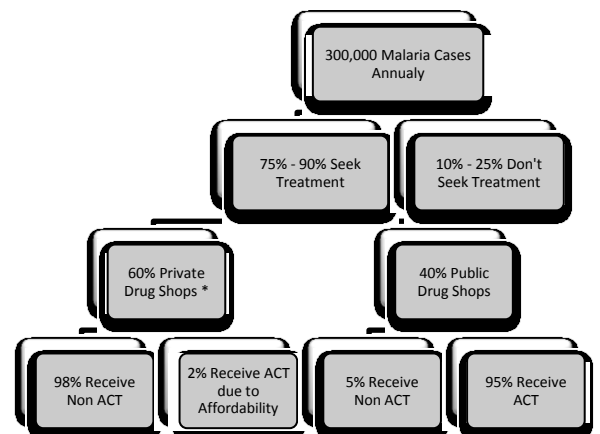 300,000 Malaria Cases
Annualy
75% - 90% Seek
Treatment
10% - 25% Don't
Seek Treatment
60% Private
Drug Shops *
40% Public
Drug Shops
98% Receive
Non ACT
2% Receive ACT
due to
Affordability
5% Receive
Non ACT
95% Receive
ACT